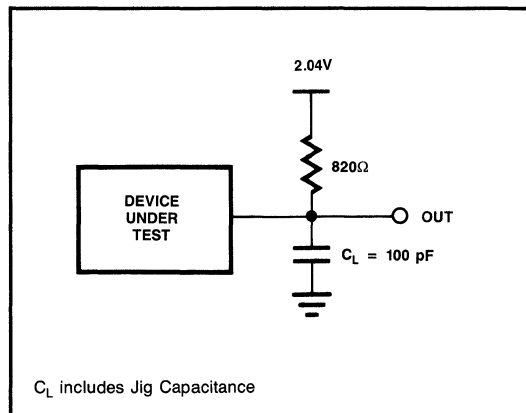 2.04V
820Ω
DEVICE
UNDER
TEST
OUT
C_L = 100 pF
C_L includes Jig Capacitance